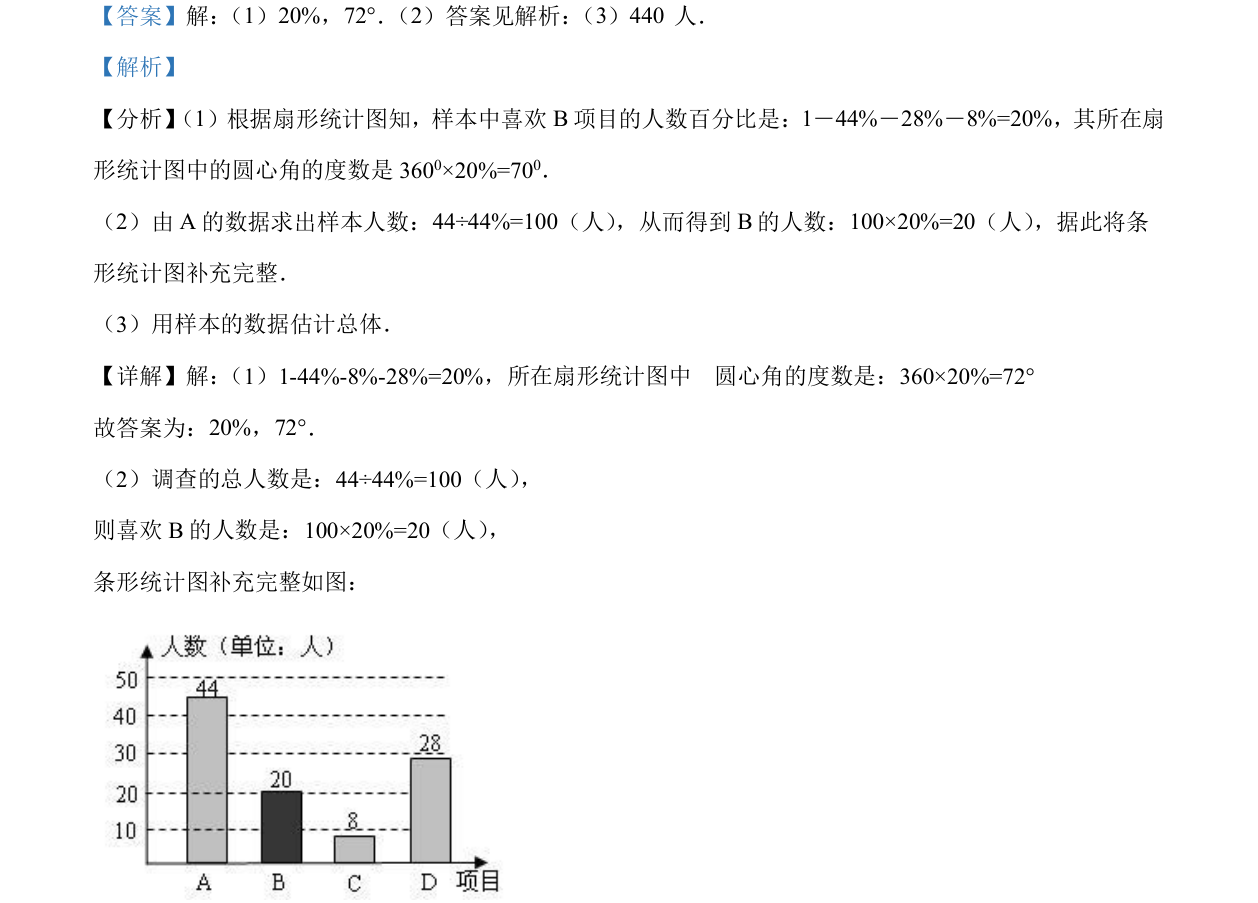 【答案】解：（1）20%，72°．（2）答案见解析：（3）440 人．
【解析】
【分析】（1）根据扇形统计图知，样本中喜欢 B 项目的人数百分比是：1－44%－28%－8%=20%，其所在扇
形统计图中的圆心角的度数是 360⁰×20%=70⁰．
（2）由 A 的数据求出样本人数：44÷44%=100（人），从而得到 B 的人数：100×20%=20（人），据此将条
形统计图补充完整．
（3）用样本的数据估计总体．
【详解】解：（1）1-44%-8%-28%=20%，所在扇形统计图中　圆心角的度数是：360×20%=72°
故答案为：20%，72°．
（2）调查的总人数是：44÷44%=100（人），
则喜欢 B 的人数是：100×20%=20（人），
条形统计图补充完整如图：
人数（单位：人）
50
44
40
30
28
20
20
10
8
A B C D 项目